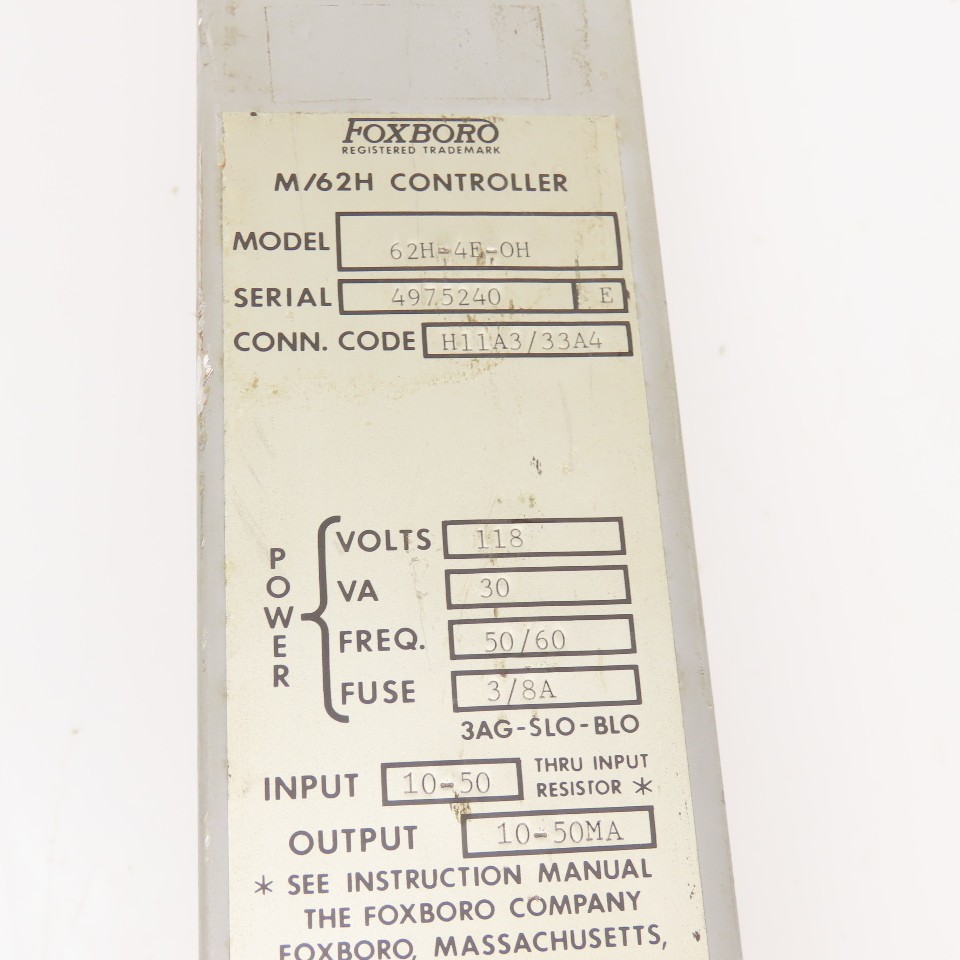 FOXBORO
REGISTERED TRADEMARK
M/62H CONTROLLER
MODEL 62H-4E-OH
SERIAL 4975240 E
CONN. CODE H11A3/33A4
POWER
VOLTS 118
VA 30
FREQ. 50/60
FUSE 3/8A
3AG-SLO-BLO
INPUT 10-50 THRU INPUT
RESISTOR *
OUTPUT 10-50MA
* SEE INSTRUCTION MANUAL
THE FOXBORO COMPANY
FOXBORO, MASSACHUSETTS,